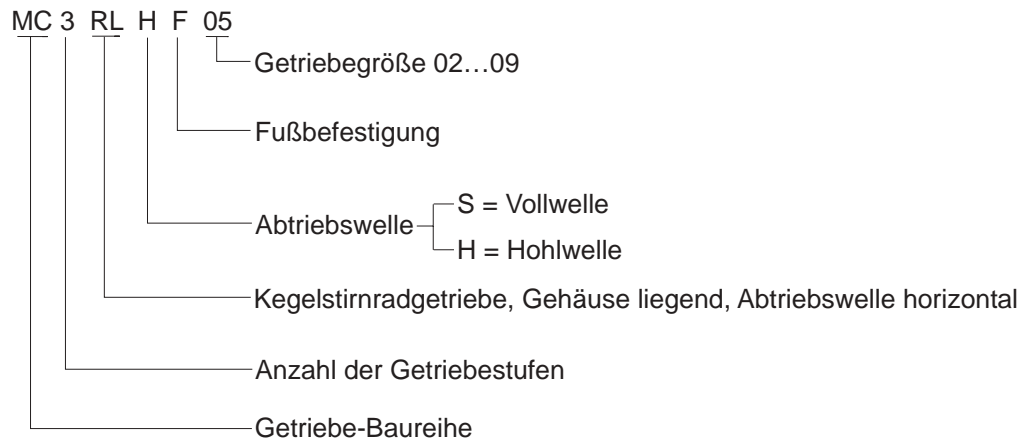 MC 3 RL H F 05
Getriebegröße 02…09
Fußbefestigung
S = Vollwelle
Abtriebswelle
H = Hohlwelle
Kegelstirnradgetriebe, Gehäuse liegend, Abtriebswelle horizontal
Anzahl der Getriebestufen
Getriebe-Baureihe